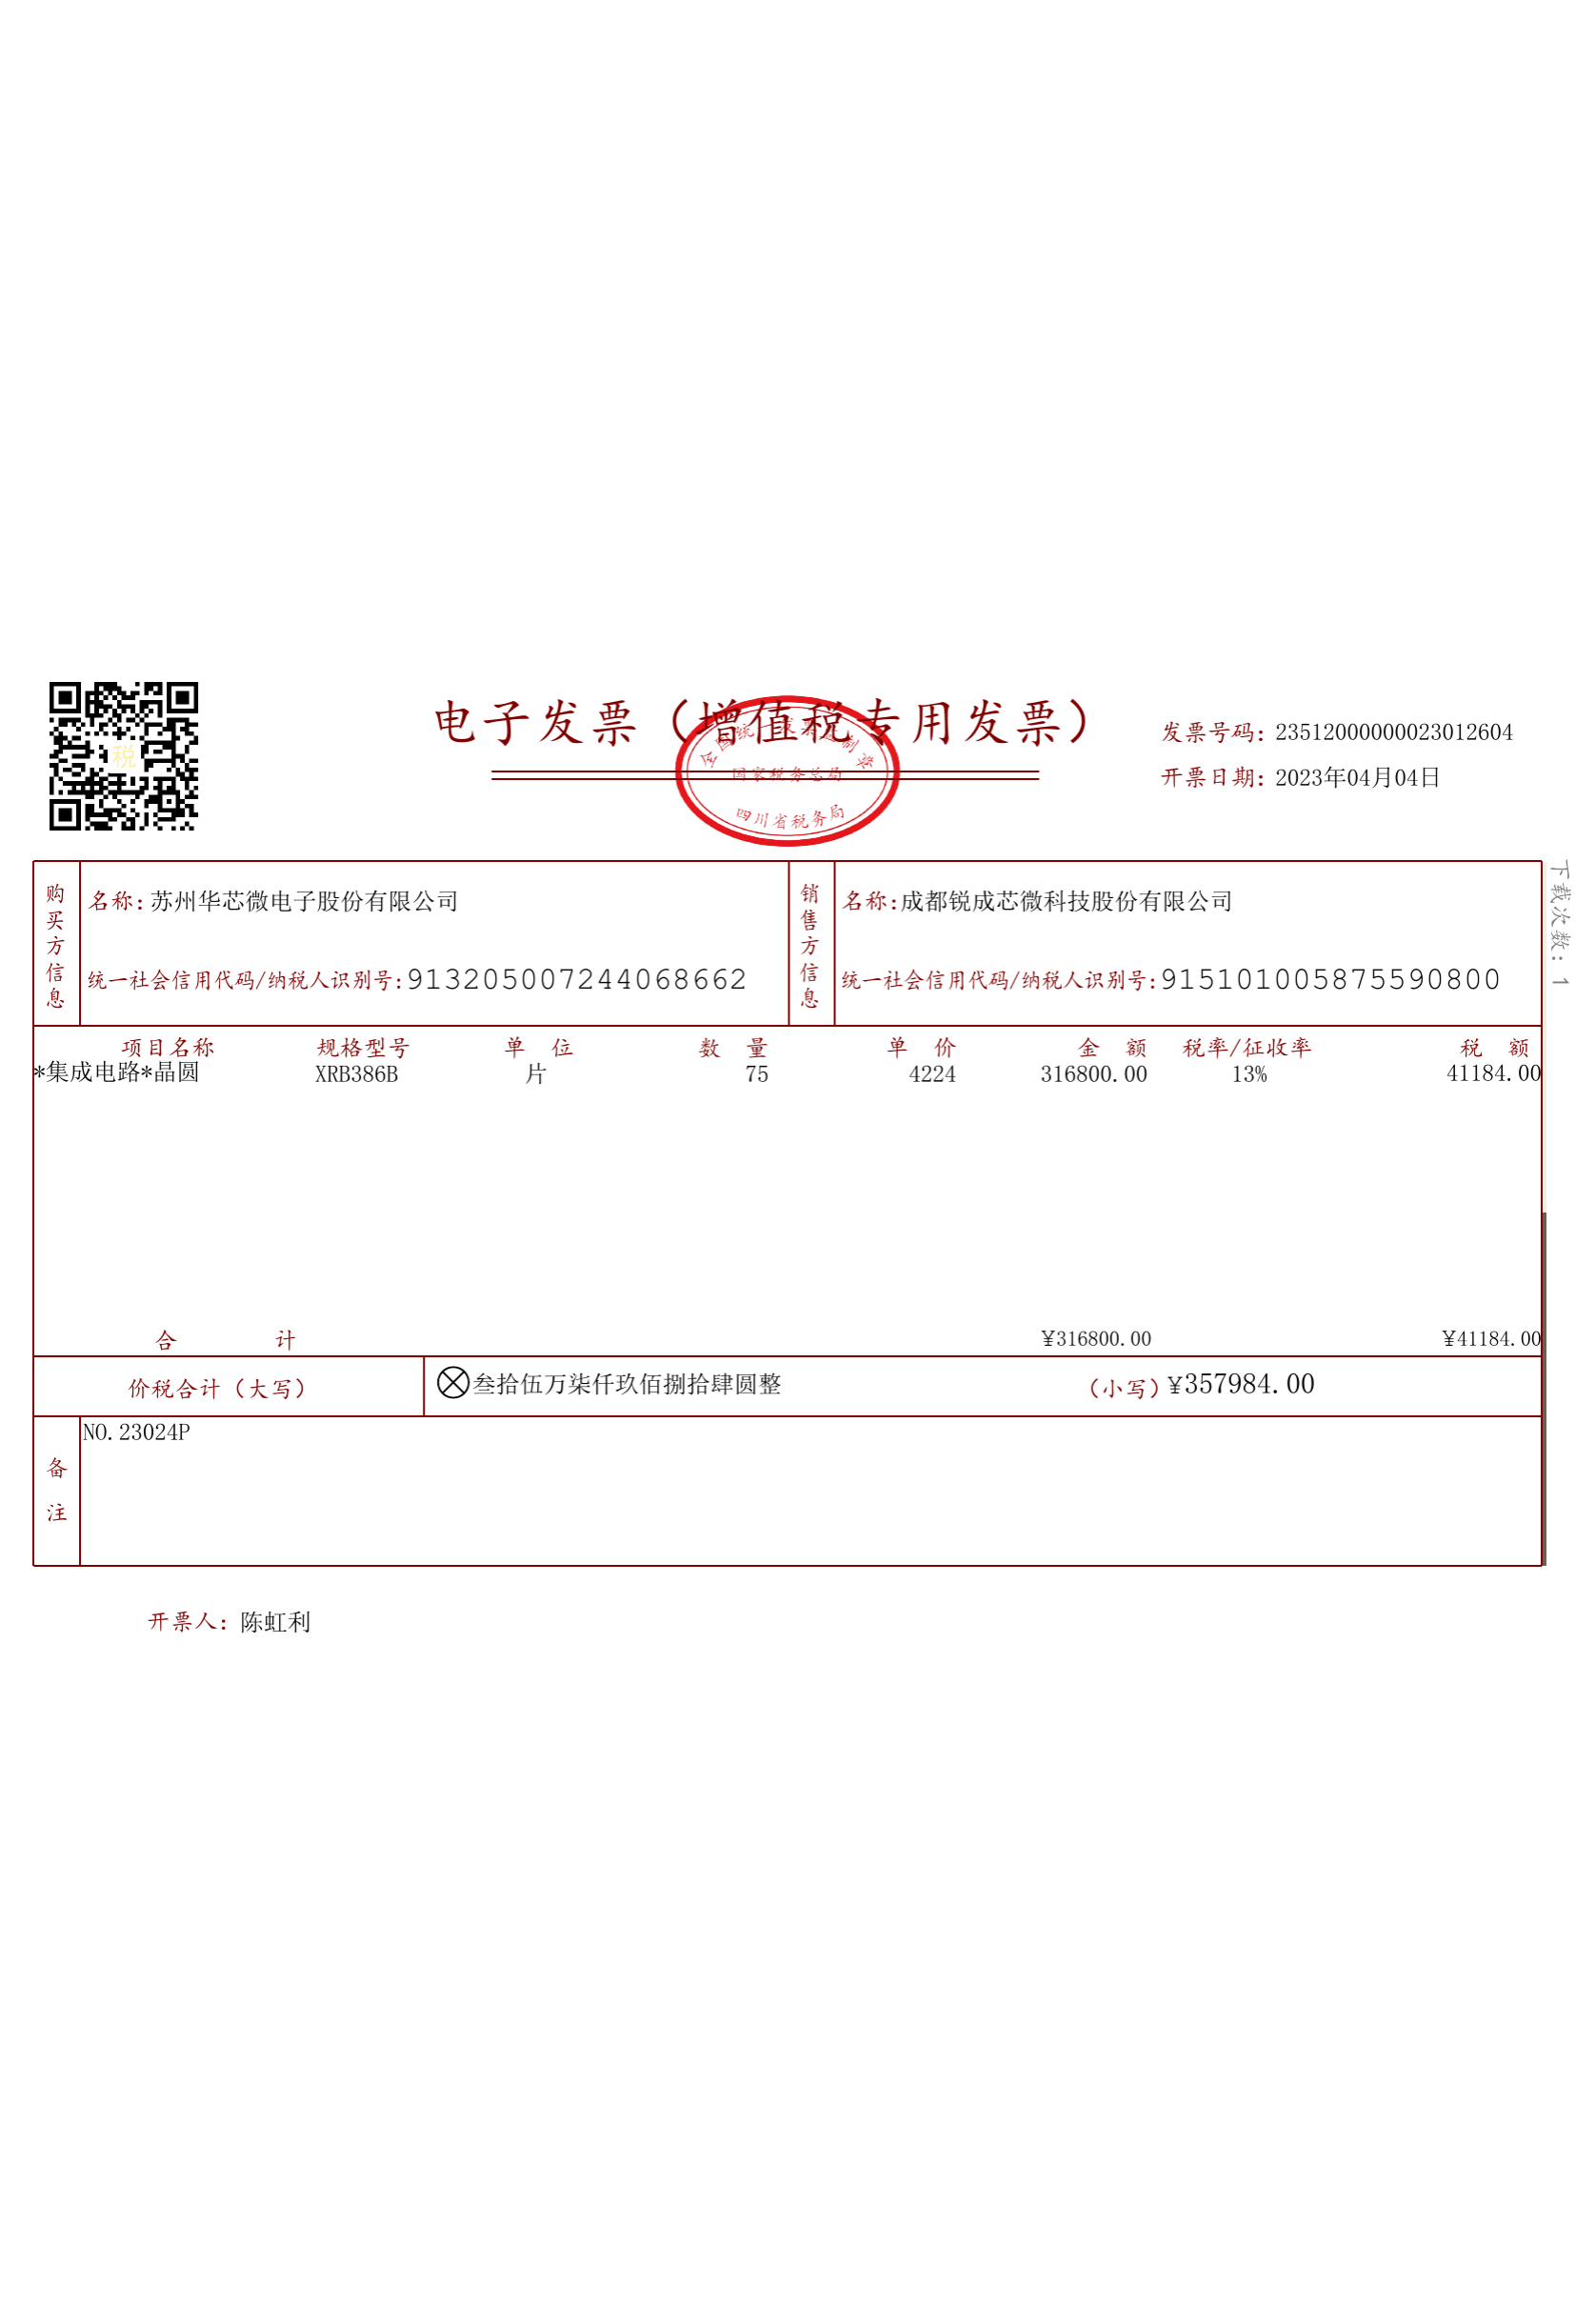 税
电子发票（增值税专用发票）
全国统一发票监制章
国家税务总局
四川省税务局
发票号码：23512000000023012604
开票日期：2023年04月04日
下载次数：1
购买方信息
名称：苏州华芯微电子股份有限公司
统一社会信用代码/纳税人识别号：913205007244068662
销售方信息
名称：成都锐成芯微科技股份有限公司
统一社会信用代码/纳税人识别号：915101005875590800
项目名称 规格型号 单 位 数 量 单 价 金 额 税率/征收率 税 额
*集成电路*晶圆 XRB386B 片 75 4224 316800.00 13% 41184.00
合 计 ¥316800.00 ¥41184.00
价税合计（大写） 叁拾伍万柒仟玖佰捌拾肆圆整 （小写）¥357984.00
备注
NO.23024P
开票人：陈虹利